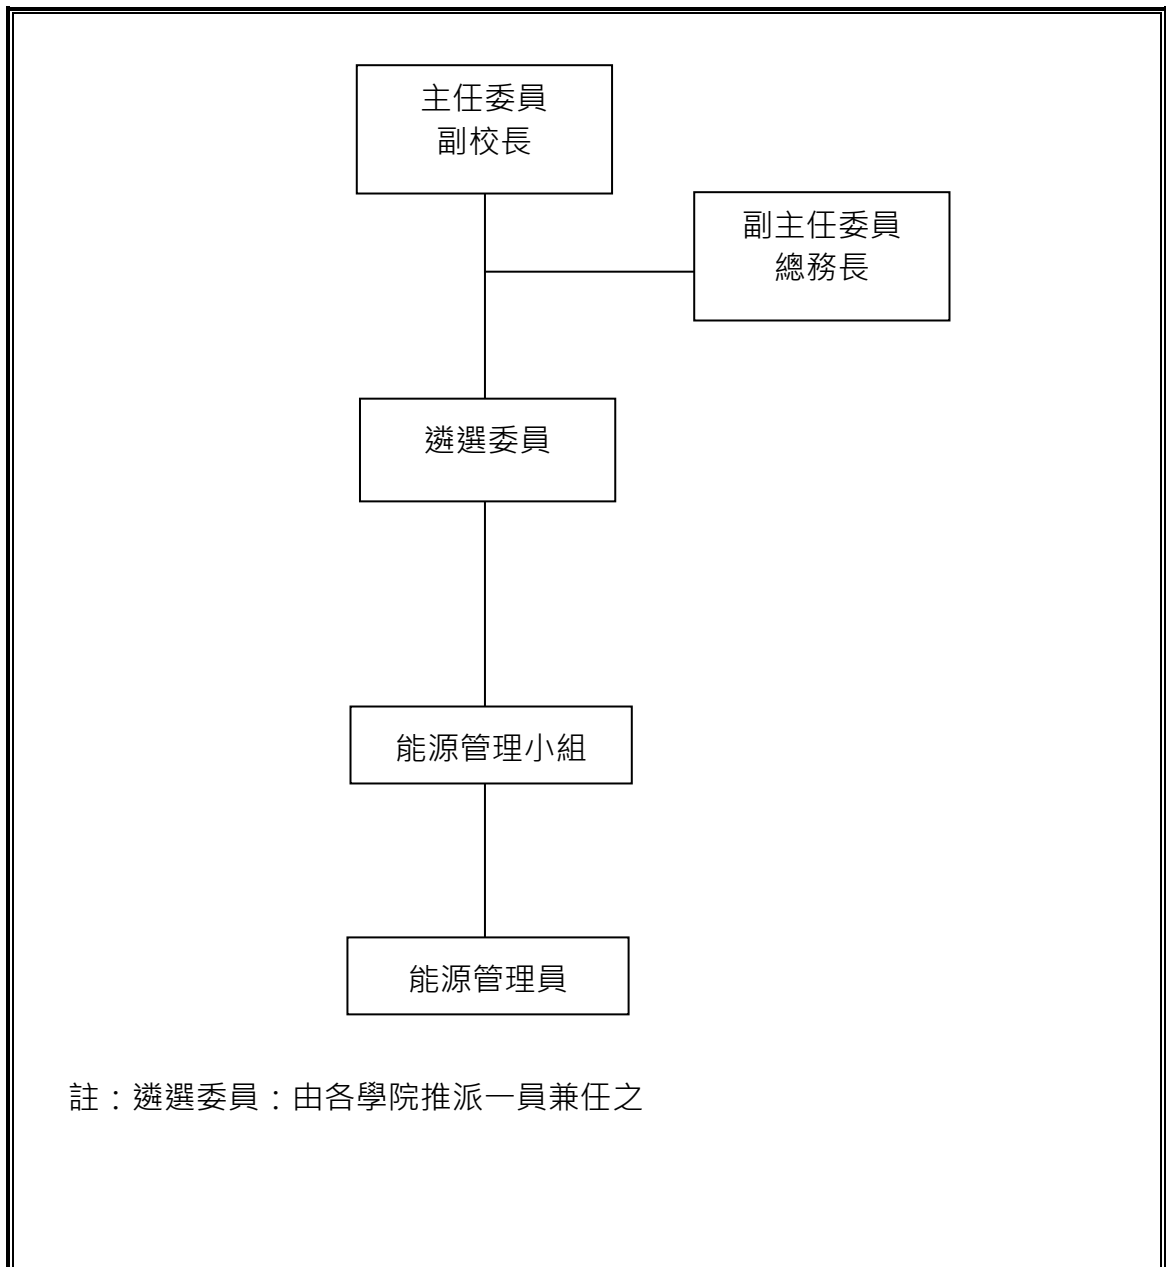 主任委員
副校長
副主任委員
總務長
遴選委員
能源管理小組
能源管理員
註：遴選委員：由各學院推派一員兼任之